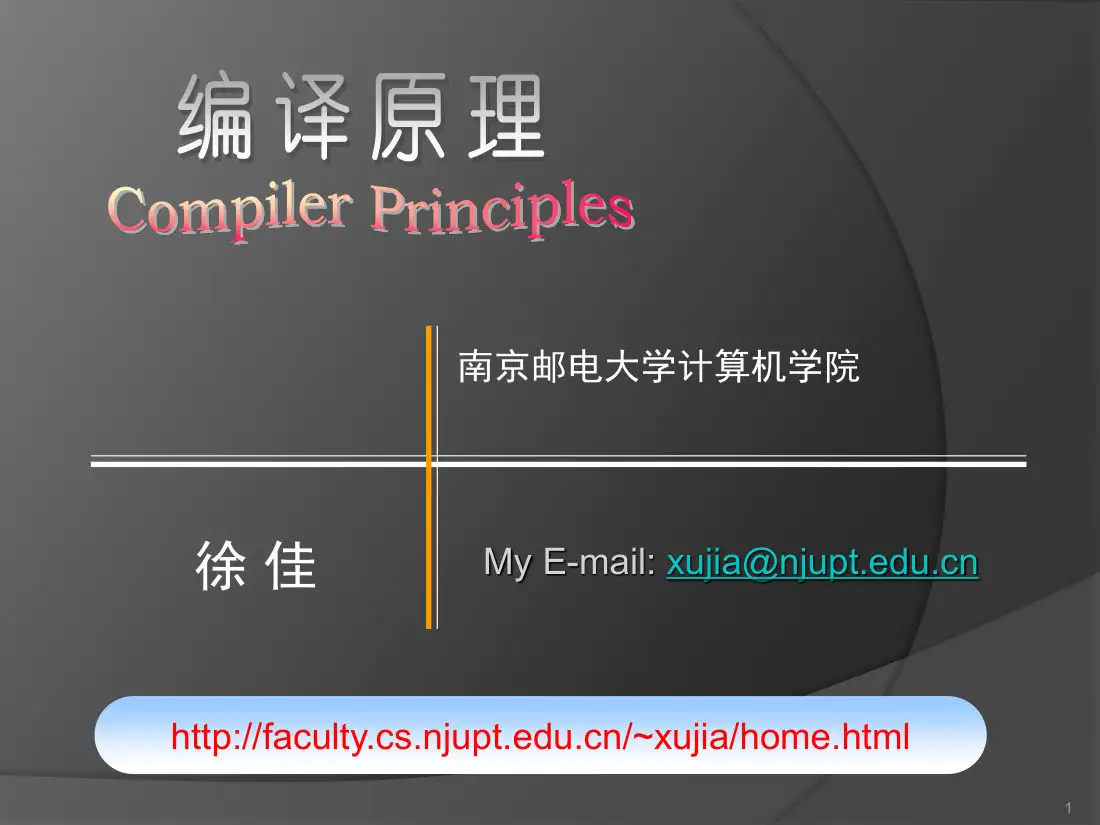 编译原理
Compiler Principles
南京邮电大学计算机学院
徐 佳
My E-mail: xujia@njupt.edu.cn
http://faculty.cs.njupt.edu.cn/~xujia/home.html
1